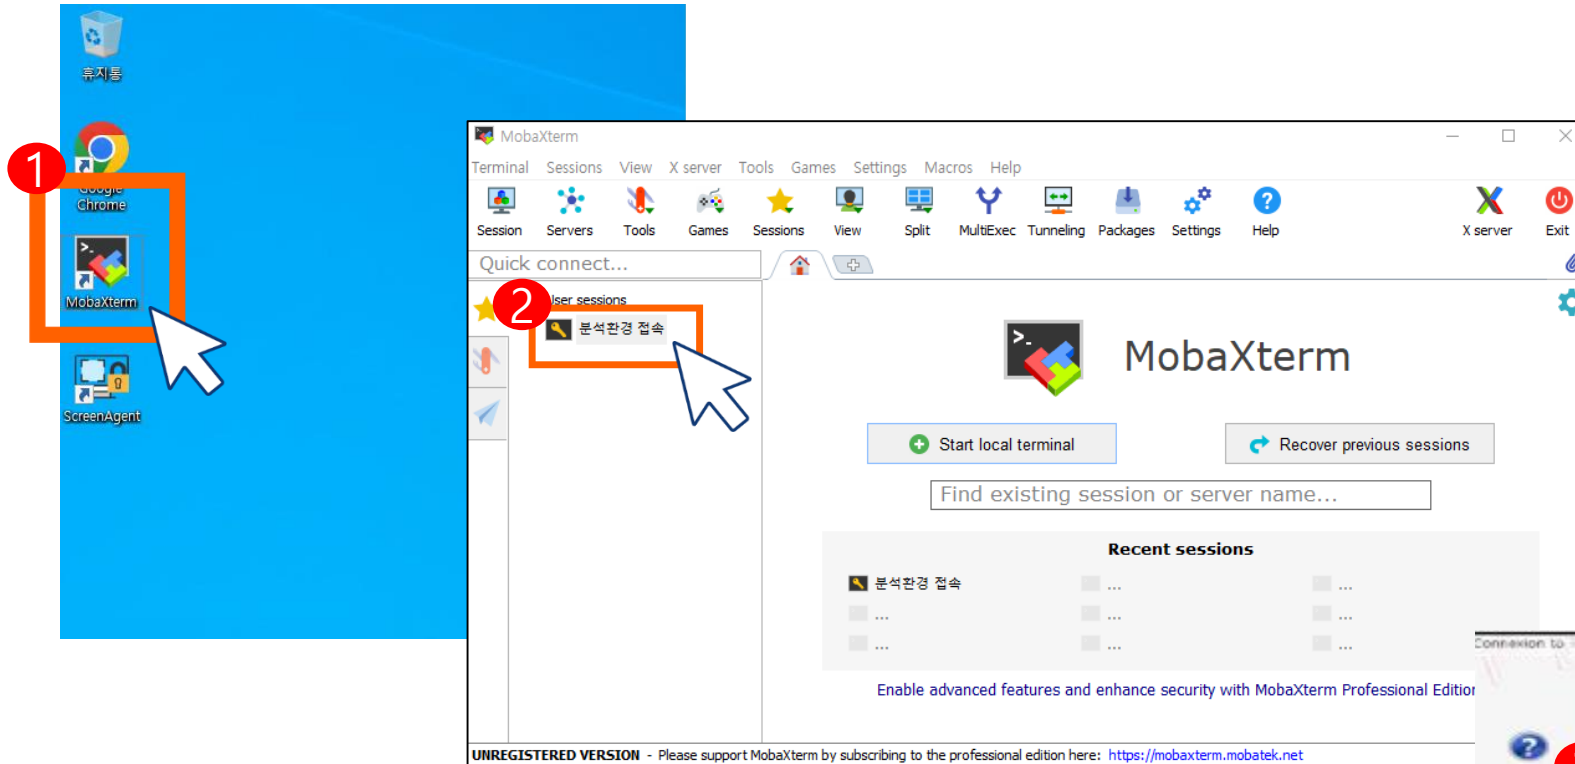 휴지통
1
Google
Chrome
MobaXterm
ScreenAgent
MobaXterm
Terminal Sessions View X server Tools Games Settings Macros Help
Session Servers Tools Games Sessions View Split MultiExec Tunneling Packages Settings Help X server Exit
Quick connect...
2
User sessions
분석환경 접속
MobaXterm
Start local terminal
Recover previous sessions
Find existing session or server name...
Recent sessions
분석환경 접속
... ...
... ... ...
... ... ...
Connexion to
Enable advanced features and enhance security with MobaXterm Professional Edition
UNREGISTERED VERSION - Please support MobaXterm by subscribing to the professional edition here: https://mobaxterm.mobatek.net